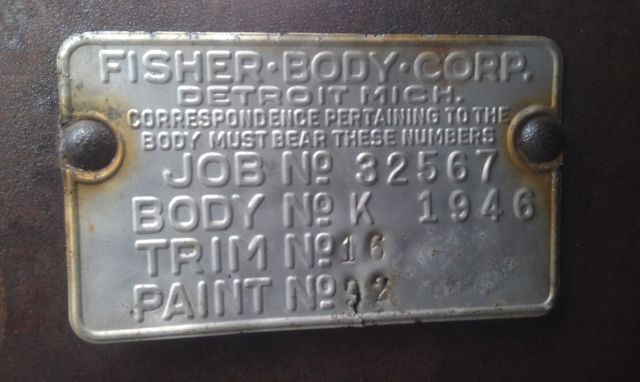 FISHER·BODY·CORP.
DETROIT MICH.
CORRESPONDENCE PERTAINING TO THE
BODY MUST BEAR THESE NUMBERS
JOB Nº 32567
BODY Nº K 1946
TRIM Nº 16
PAINT Nº 92